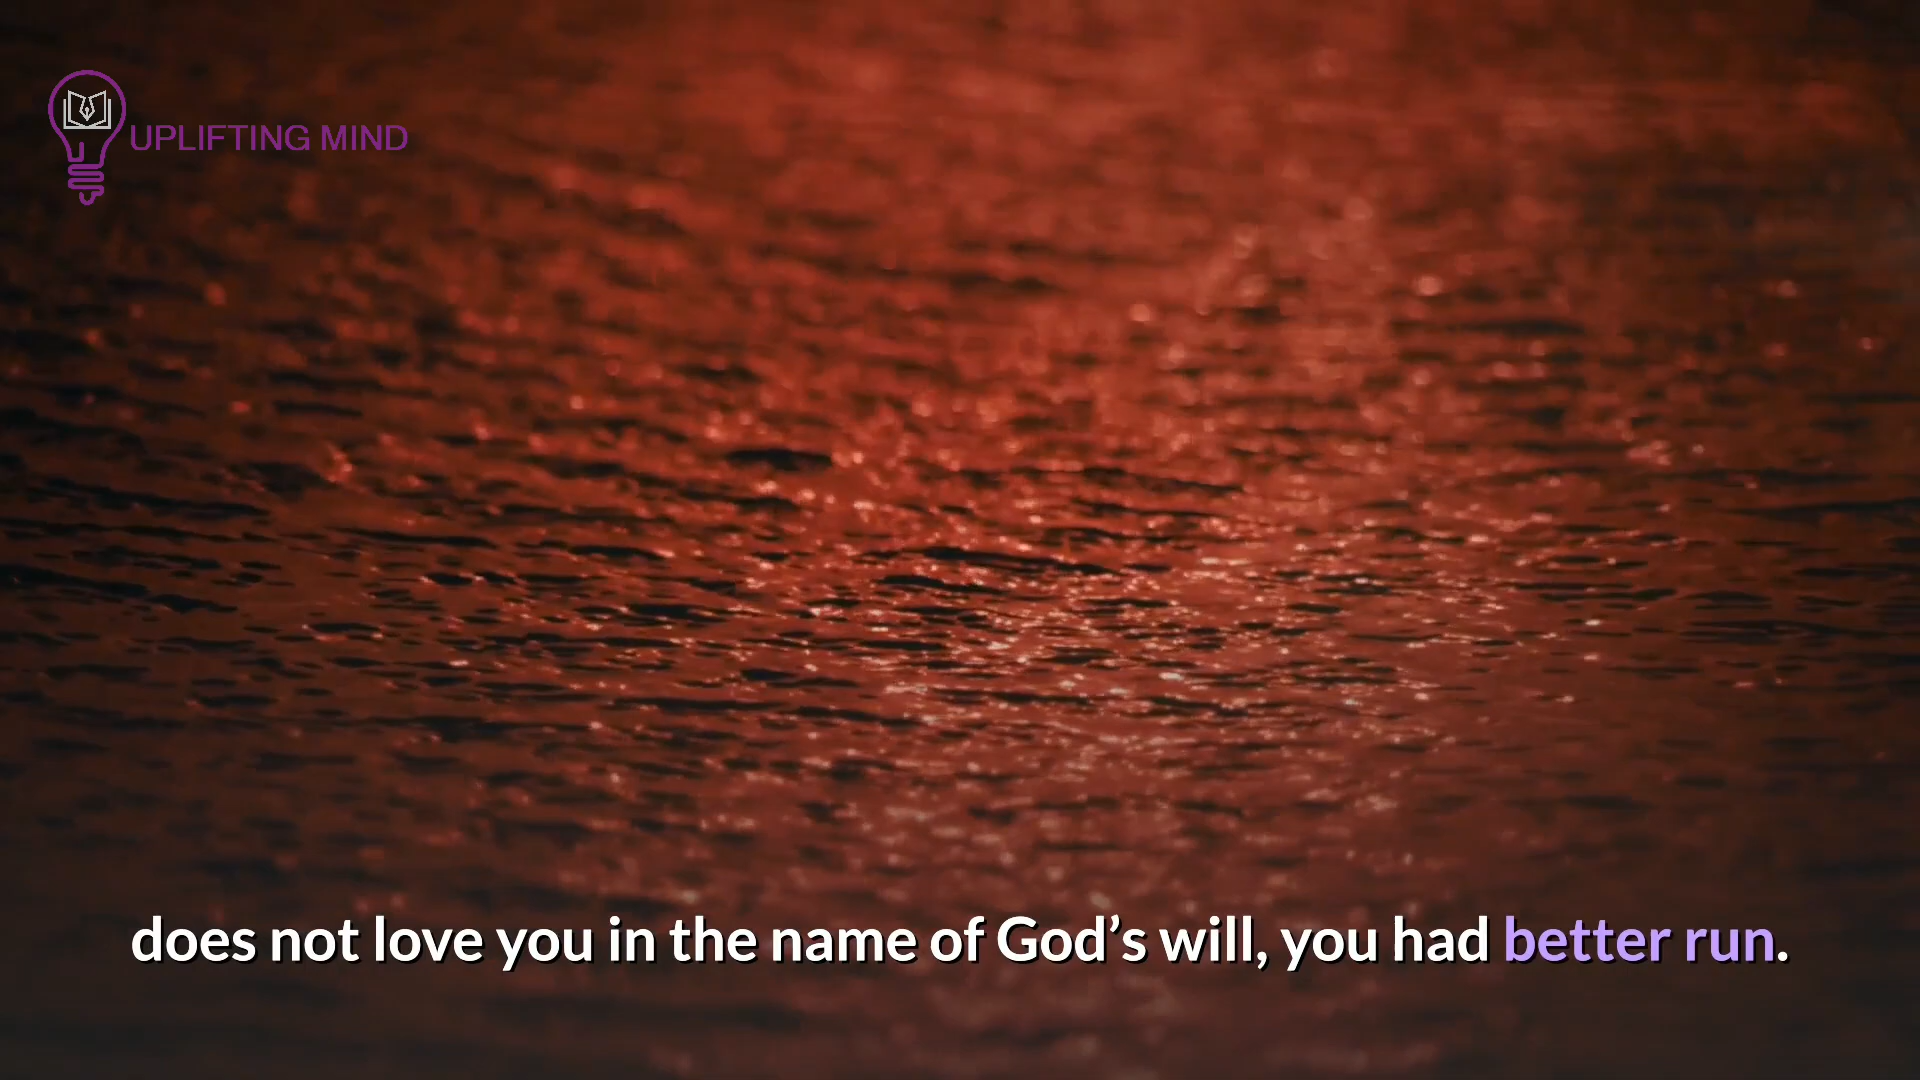 UPLIFTING MIND
does not love you in the name of God’s will, you had better run.